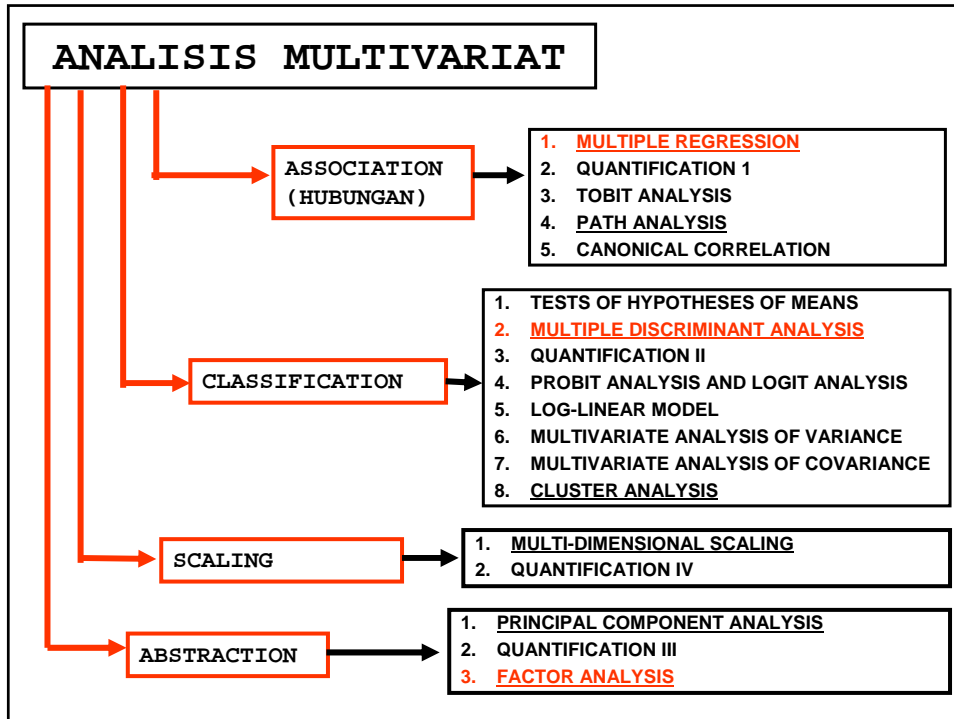 ANALISIS MULTIVARIAT
ASSOCIATION
(HUBUNGAN)
1. MULTIPLE REGRESSION
2. QUANTIFICATION 1
3. TOBIT ANALYSIS
4. PATH ANALYSIS
5. CANONICAL CORRELATION
CLASSIFICATION
1. TESTS OF HYPOTHESES OF MEANS
2. MULTIPLE DISCRIMINANT ANALYSIS
3. QUANTIFICATION II
4. PROBIT ANALYSIS AND LOGIT ANALYSIS
5. LOG-LINEAR MODEL
6. MULTIVARIATE ANALYSIS OF VARIANCE
7. MULTIVARIATE ANALYSIS OF COVARIANCE
8. CLUSTER ANALYSIS
SCALING
1. MULTI-DIMENSIONAL SCALING
2. QUANTIFICATION IV
ABSTRACTION
1. PRINCIPAL COMPONENT ANALYSIS
2. QUANTIFICATION III
3. FACTOR ANALYSIS